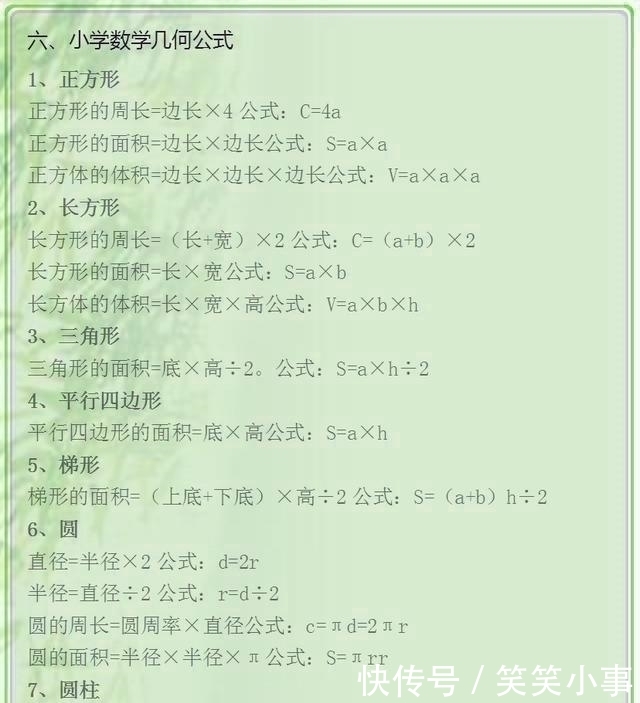 六、小学数学几何公式
1、正方形
正方形的周长=边长×4公式：C=4a
正方形的面积=边长×边长公式：S=a×a
正方体的体积=边长×边长×边长公式：V=a×a×a
2、长方形
长方形的周长=（长+宽）×2公式：C=（a+b）×2
长方形的面积=长×宽公式：S=a×b
长方体的体积=长×宽×高公式：V=a×b×h
3、三角形
三角形的面积=底×高÷2。公式：S=a×h÷2
4、平行四边形
平行四边形的面积=底×高公式：S=a×h
5、梯形
梯形的面积=（上底+下底）×高÷2公式：S=（a+b）h÷2
6、圆
直径=半径×2公式：d=2r
半径=直径÷2公式：r=d÷2
圆的周长=圆周率×直径公式：c=πd=2πr
圆的面积=半径×半径×π公式：S=πrr
7、圆柱
快传号/笑笑小事